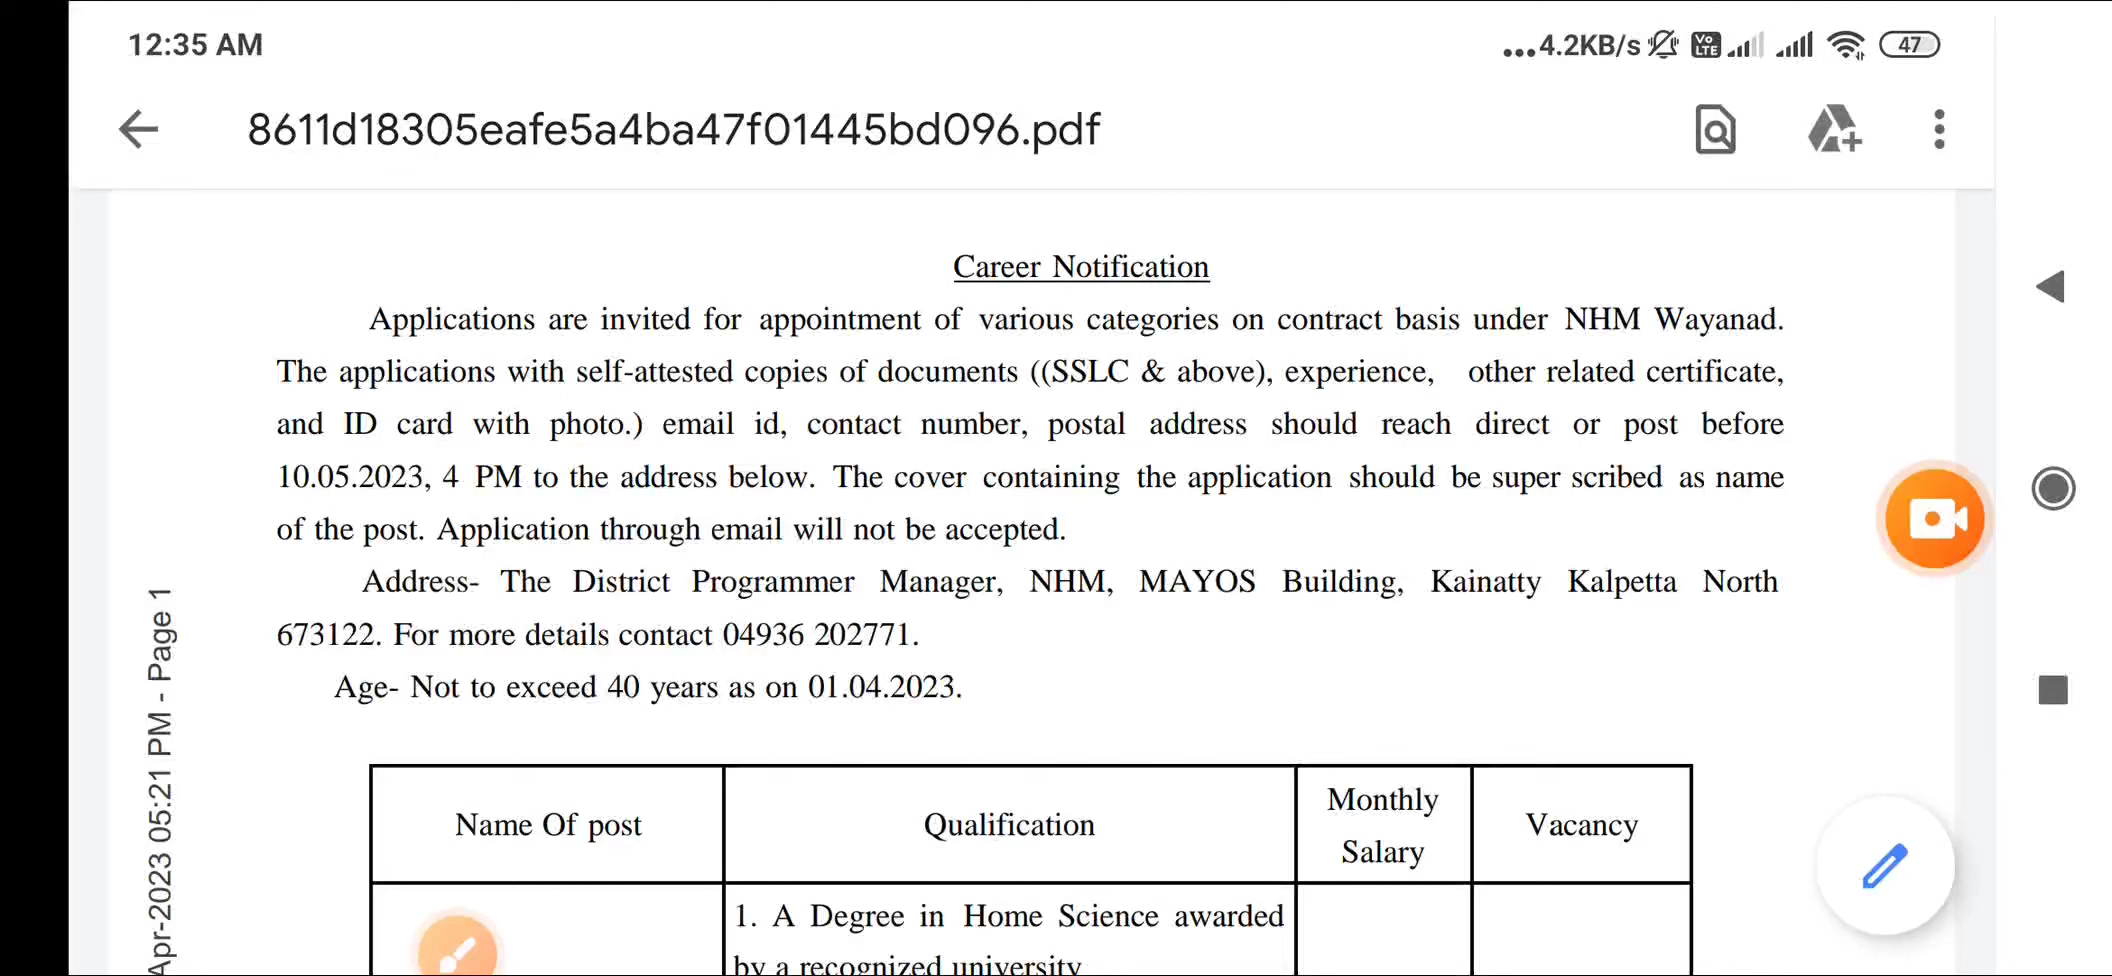 12:35 AM
...4.2KB/s Vo LTE 47
8611d18305eafe5a4ba47f01445bd096.pdf
Career Notification
Applications are invited for appointment of various categories on contract basis under NHM Wayanad.
The applications with self-attested copies of documents ((SSLC & above), experience, other related certificate,
and ID card with photo.) email id, contact number, postal address should reach direct or post before
10.05.2023, 4 PM to the address below. The cover containing the application should be super scribed as name
of the post. Application through email will not be accepted.
Address- The District Programmer Manager, NHM, MAYOS Building, Kainatty Kalpetta North
673122. For more details contact 04936 202771.
Age- Not to exceed 40 years as on 01.04.2023.
Apr-2023 05:21 PM - Page 1
Name Of post
Qualification
Monthly
Salary
Vacancy
1. A Degree in Home Science awarded
by a recognized university